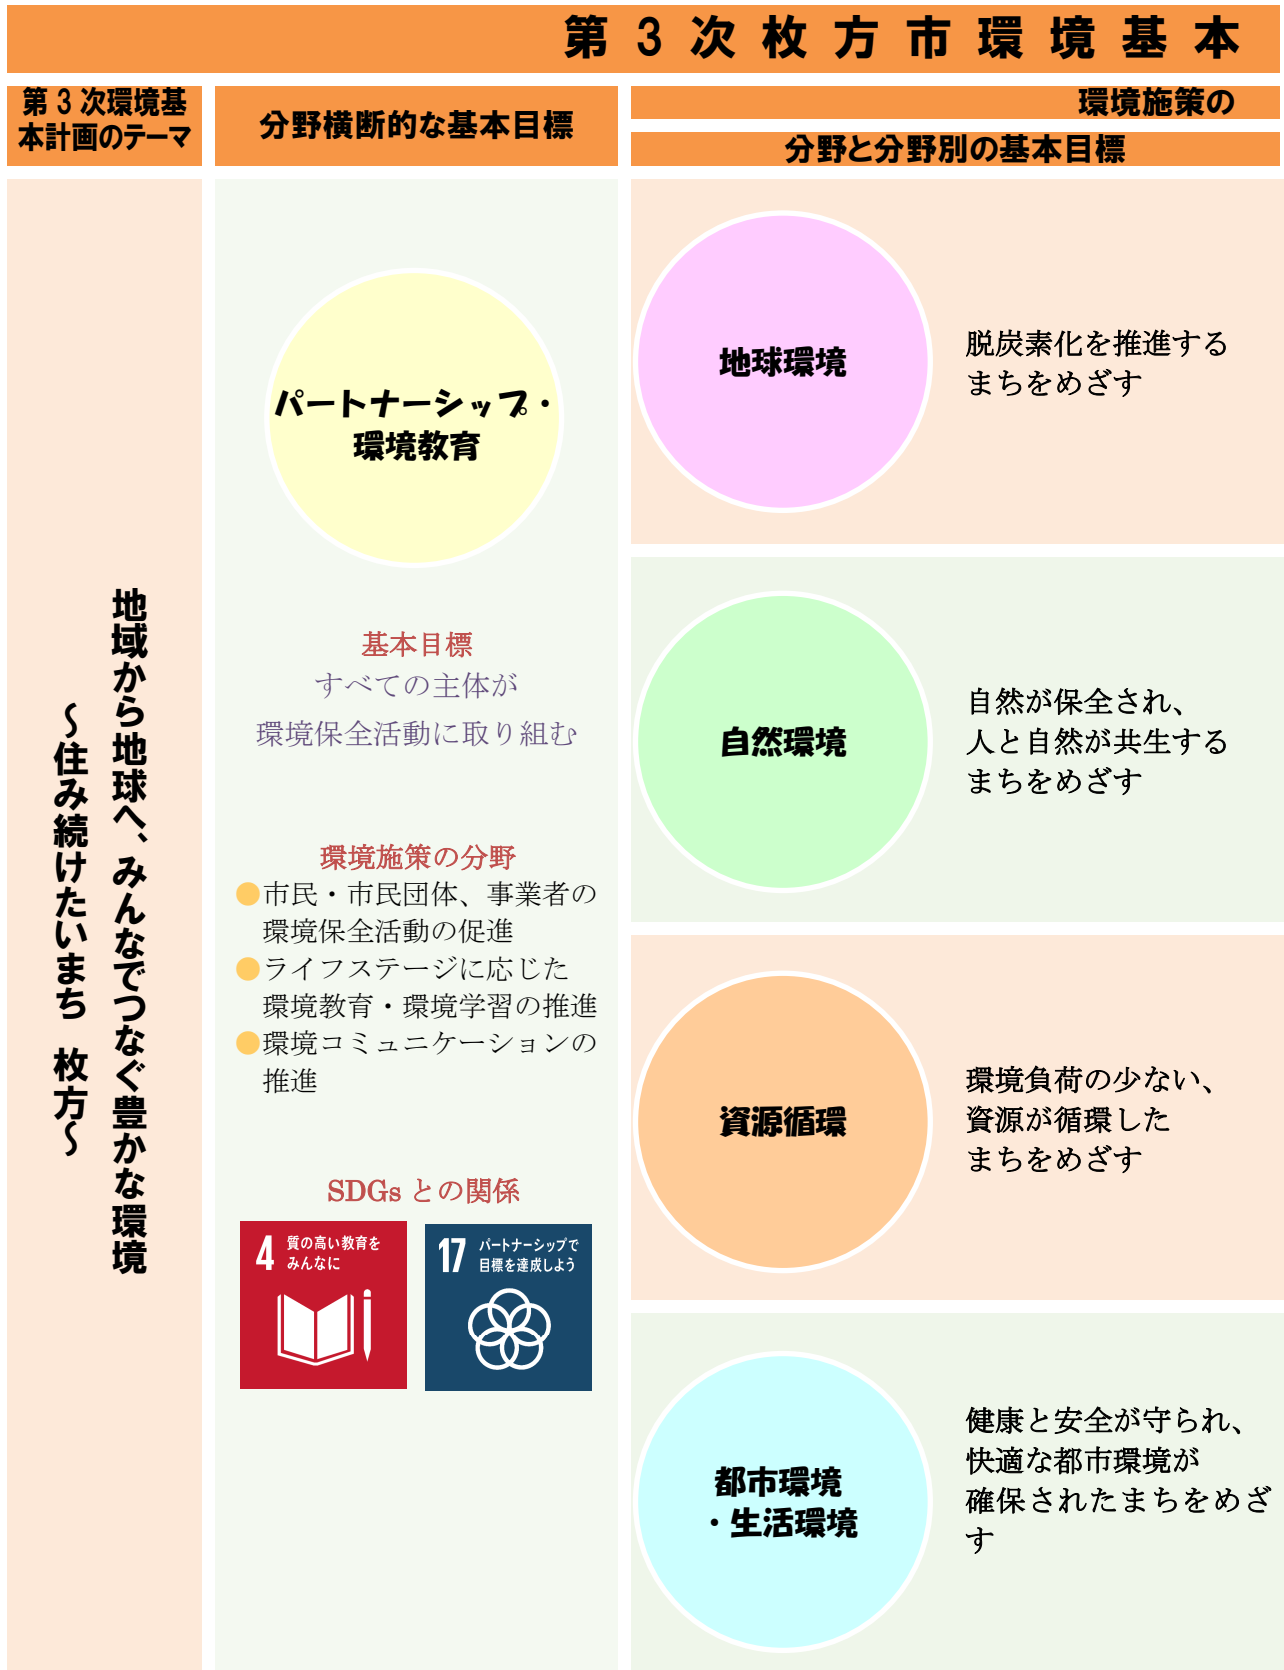 第3次枚方市環境基本
第3次環境基
本計画のテーマ
分野横断的な基本目標
環境施策の
分野と分野別の基本目標
地域から地球へ、みんなでつなぐ豊かな環境
～住み続けたいまち　枚方～
パートナーシップ・
環境教育
基本目標
すべての主体が
環境保全活動に取り組む
環境施策の分野
●市民・市民団体、事業者の
環境保全活動の促進
●ライフステージに応じた
環境教育・環境学習の推進
●環境コミュニケーションの
推進
SDGsとの関係
4 質の高い教育を
みんなに
17 パートナーシップで
目標を達成しよう
地球環境
脱炭素化を推進する
まちをめざす
自然環境
自然が保全され、
人と自然が共生する
まちをめざす
資源循環
環境負荷の少ない、
資源が循環した
まちをめざす
都市環境
・生活環境
健康と安全が守られ、
快適な都市環境が
確保されたまちをめざ
す